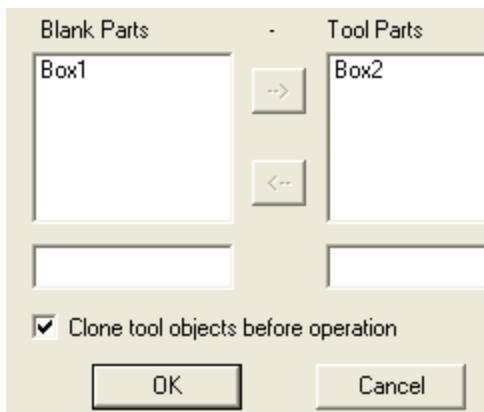 Blank Parts - Tool Parts
Box1 Box2
-->
<--
Clone tool objects before operation
OK Cancel